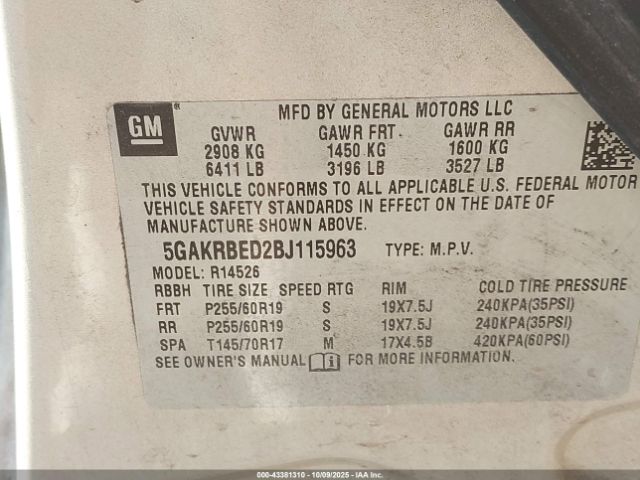 GM
MFD BY GENERAL MOTORS LLC
GVWR GAWR FRT GAWR RR
2908 KG 1450 KG 1600 KG
6411 LB 3196 LB 3527 LB
THIS VEHICLE CONFORMS TO ALL APPLICABLE U.S. FEDERAL MOTOR
VEHICLE SAFETY STANDARDS IN EFFECT ON THE DATE OF
MANUFACTURE SHOWN ABOVE.
5GAKRBED2BJ115963 TYPE: M.P.V.
MODEL: R14526
RBBH TIRE SIZE SPEED RTG RIM COLD TIRE PRESSURE
FRT P255/60R19 S 19X7.5J 240KPA(35PSI)
RR P255/60R19 S 19X7.5J 240KPA(35PSI)
SPA T145/70R17 M 17X4.5B 420KPA(60PSI)
SEE OWNER'S MANUAL FOR MORE INFORMATION.
000-43381310 10/09/2025 - COPART IAA